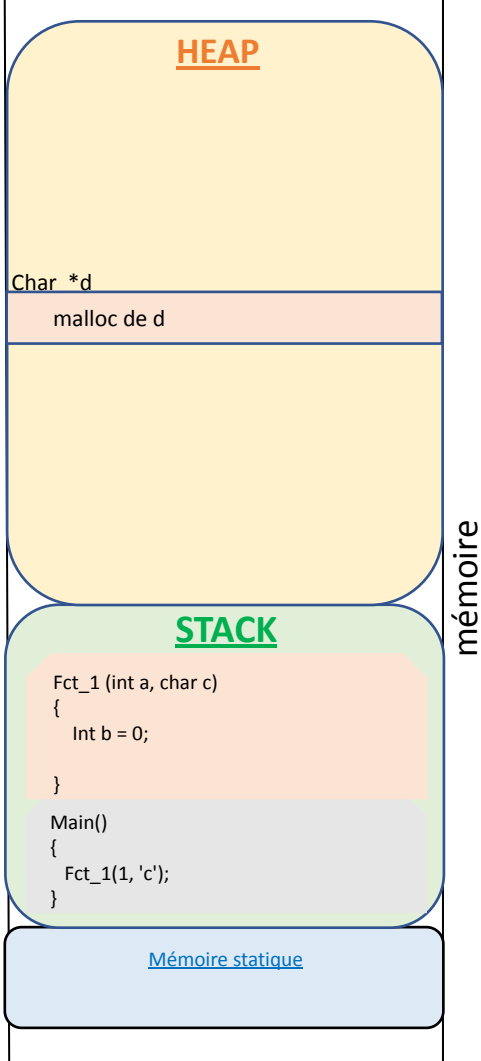 HEAP
Char *d
malloc de d
mémoire
STACK
Fct_1 (int a, char c)
{
Int b = 0;
}
Main()
{
Fct_1(1, 'c');
}
Mémoire statique